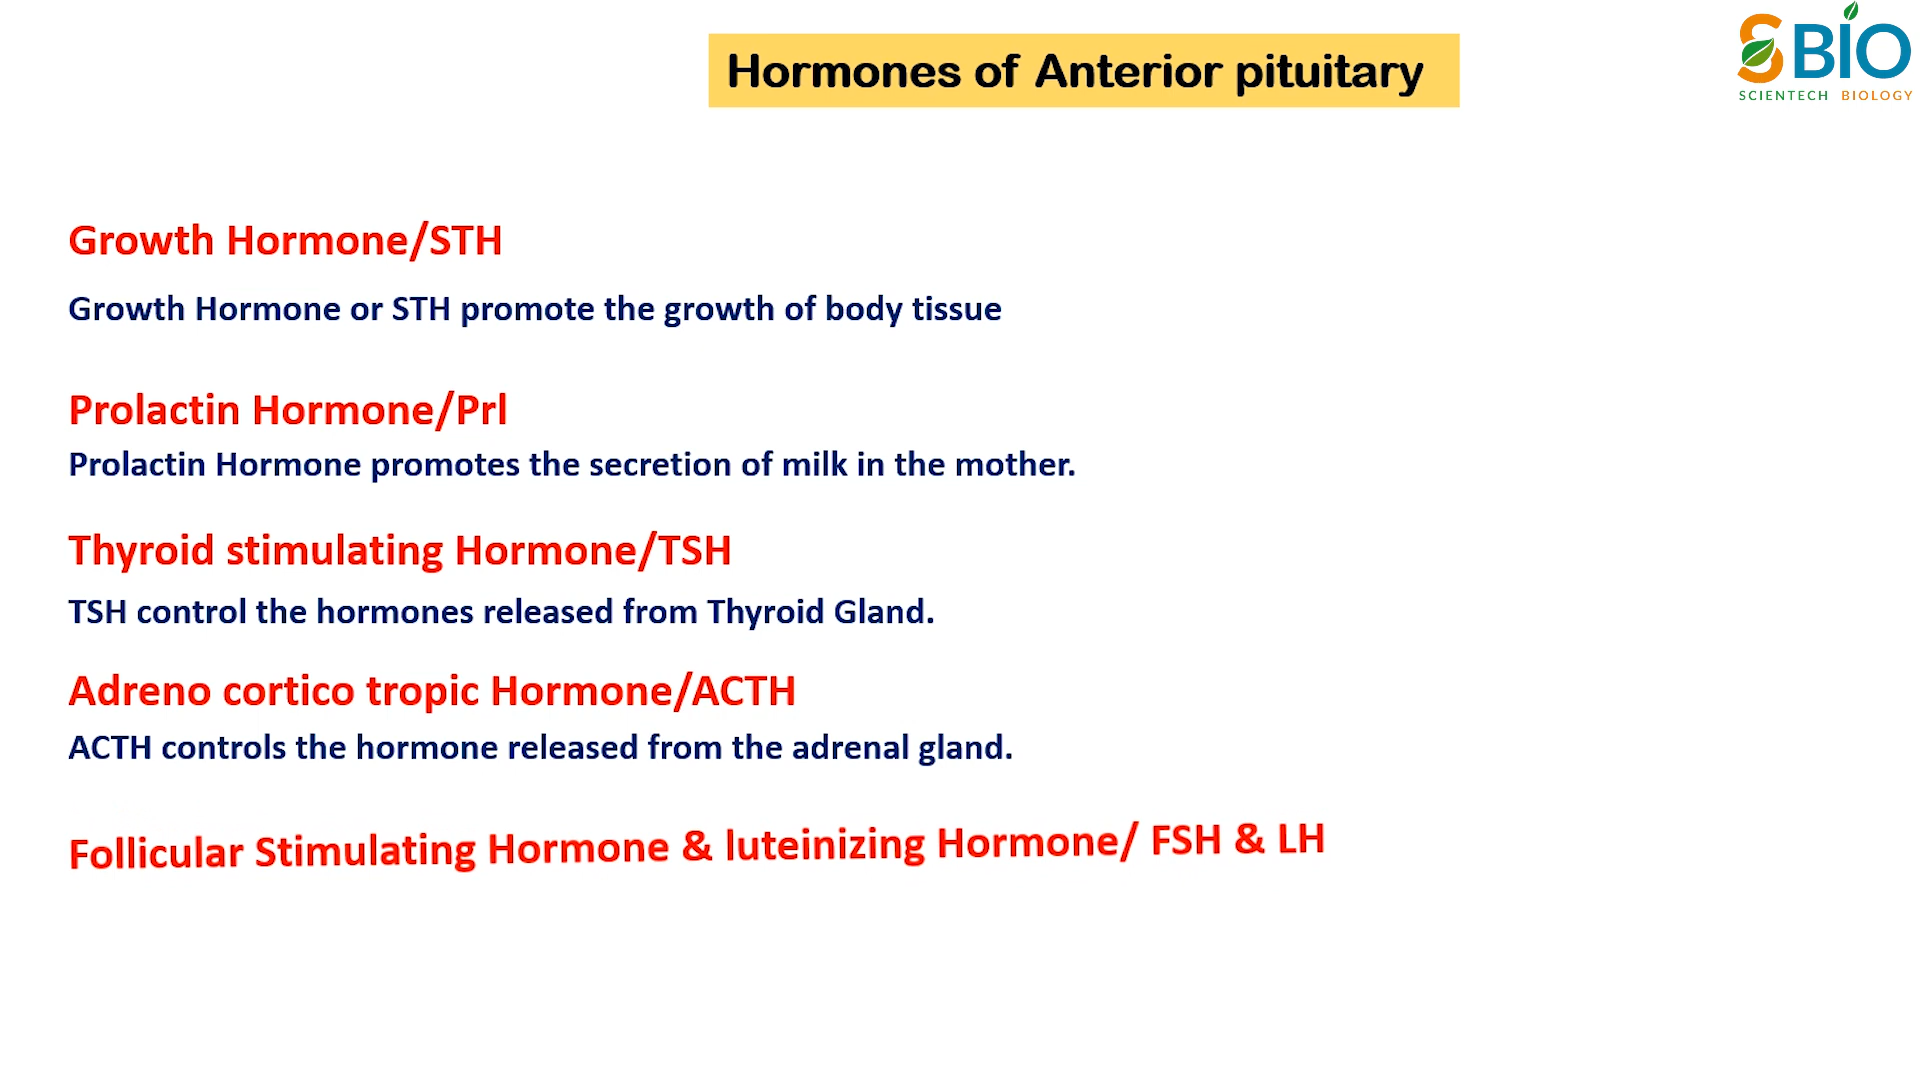 Hormones of Anterior pituitary
SBIO
SCIENTECH BIOLOGY
Growth Hormone/STH
Growth Hormone or STH promote the growth of body tissue
Prolactin Hormone/Prl
Prolactin Hormone promotes the secretion of milk in the mother.
Thyroid stimulating Hormone/TSH
TSH control the hormones released from Thyroid Gland.
Adreno cortico tropic Hormone/ACTH
ACTH controls the hormone released from the adrenal gland.
Follicular Stimulating Hormone & luteinizing Hormone/ FSH & LH